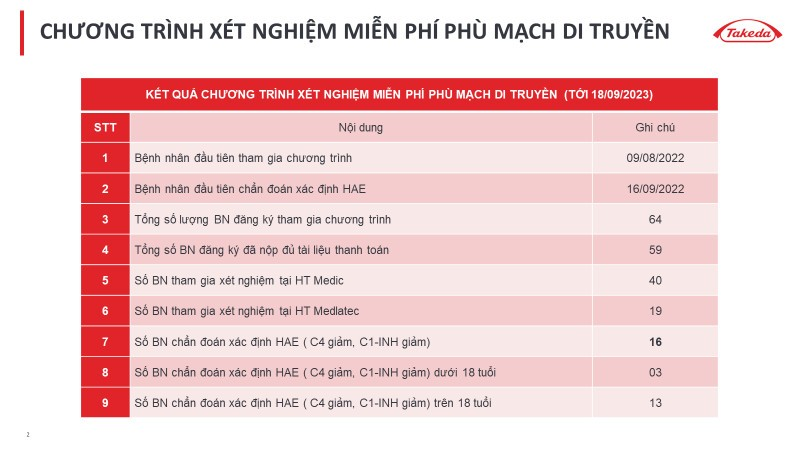 CHƯƠNG TRÌNH XÉT NGHIỆM MIỄN PHÍ PHÙ MẠCH DI TRUYỀN
Takeda
KẾT QUẢ CHƯƠNG TRÌNH XÉT NGHIỆM MIỄN PHÍ PHÙ MẠCH DI TRUYỀN (TỚI 18/09/2023)
STT Nội dung Ghi chú
1 Bệnh nhân đầu tiên tham gia chương trình 09/08/2022
2 Bệnh nhân đầu tiên chẩn đoán xác định HAE 16/09/2022
3 Tổng số lượng BN đăng ký tham gia chương trình 64
4 Tổng số BN đăng ký đã nộp đủ tài liệu thanh toán 59
5 Số BN tham gia xét nghiệm tại HT Medic 40
6 Số BN tham gia xét nghiệm tại HT Medlatec 19
7 Số BN chẩn đoán xác định HAE ( C4 giảm, C1-INH giảm) 16
8 Số BN chẩn đoán xác định HAE ( C4 giảm, C1-INH giảm) dưới 18 tuổi 03
9 Số BN chẩn đoán xác định HAE ( C4 giảm, C1-INH giảm) trên 18 tuổi 13
2